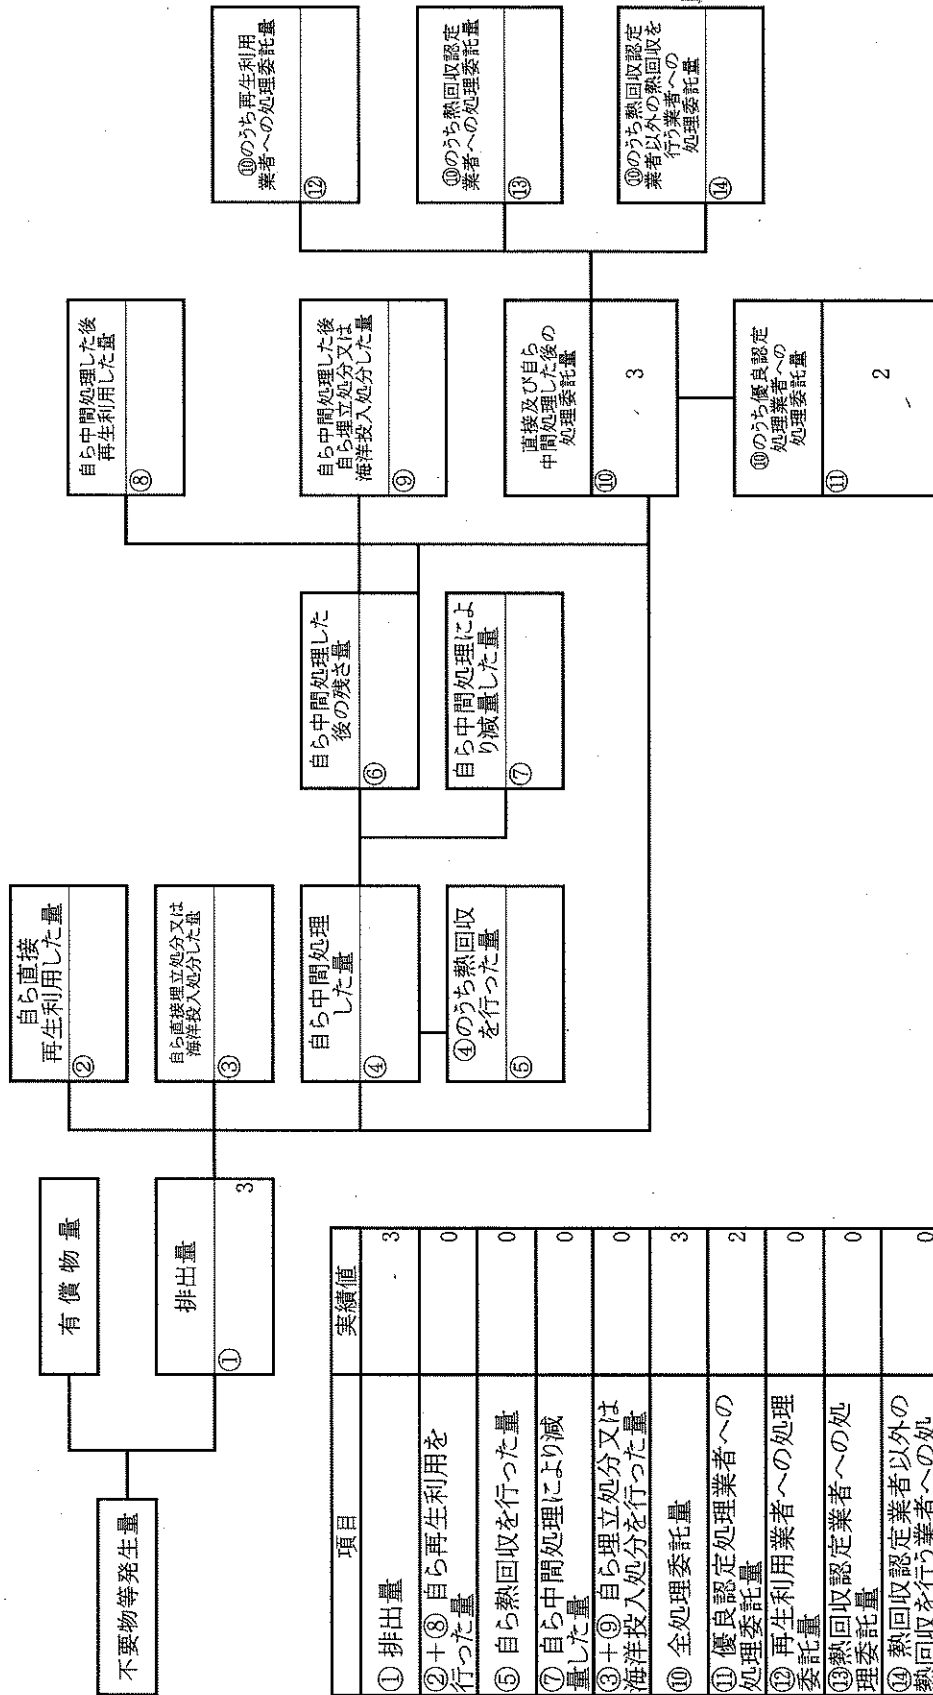 不要物等発生量
有償物量
排出量
①
3
自ら直接
再生利用した量
②
自ら直接埋立処分又は
海洋投入処分した量
③
自ら中間処理
した量
④
④のうち熱回収
を行った量
⑤
自ら中間処理した
後の残さ量
⑥
自ら中間処理によ
り減量した量
⑦
自ら中間処理した後
再生利用した量
⑧
自ら中間処理した後
自ら埋立処分又は
海洋投入処分した量
⑨
直接及び自ら
中間処理した後の
処理委託量
⑩
3
⑩のうち優良認定
処理業者への
処理委託量
⑪
2
⑩のうち再生利用
業者への処理委託量
⑫
⑩のうち熱回収認定
業者への処理委託量
⑬
⑩のうち熱回収認定
業者以外の熱回収を
行う業者への
処理委託量
⑭
項目 実績値
①排出量 3
②+⑧自ら再生利用を
行った量 0
⑤自ら熱回収を行った量 0
⑦自ら中間処理により減
量した量 0
③+⑨自ら埋立処分又は
海洋投入処分を行った量 0
⑩全処理委託量 3
⑪優良認定処理業者への
処理委託量 2
⑫再生利用業者への処理
委託量 0
⑬熱回収認定業者への処
理委託量 0
⑭熱回収認定業者以外の
熱回収を行う業者への処 0